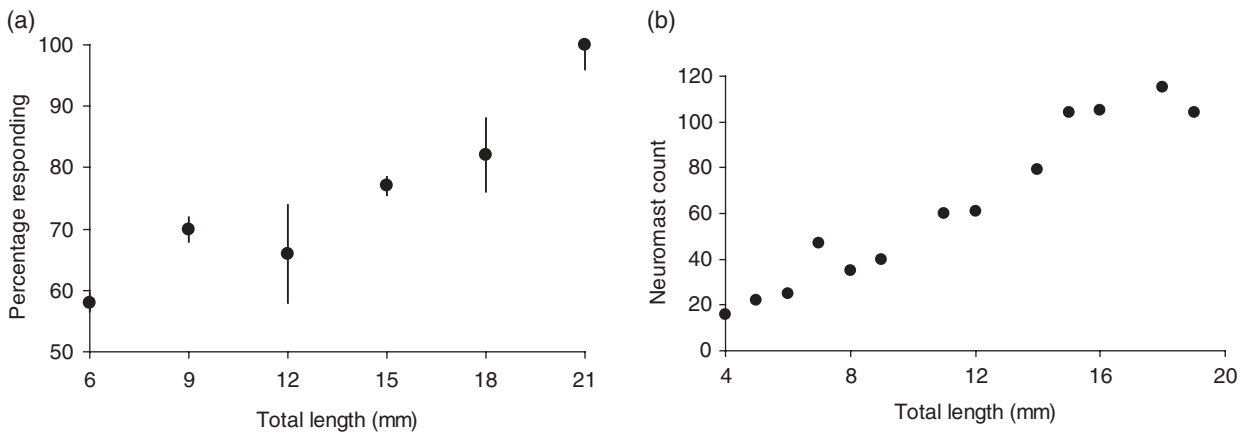 (a)
100
90
80
70
60
50
Percentage responding
6 9 12 15 18 21
Total length (mm)
(b)
120
100
80
60
40
20
0
Neuromast count
4 8 12 16 20
Total length (mm)